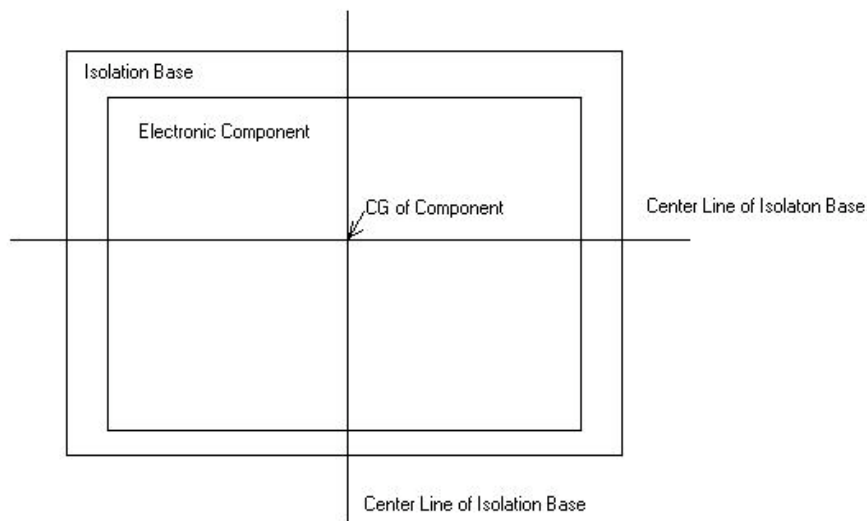 Isolation Base
Electronic Component
CG of Component
Center Line of Isolaton Base
Center Line of Isolation Base